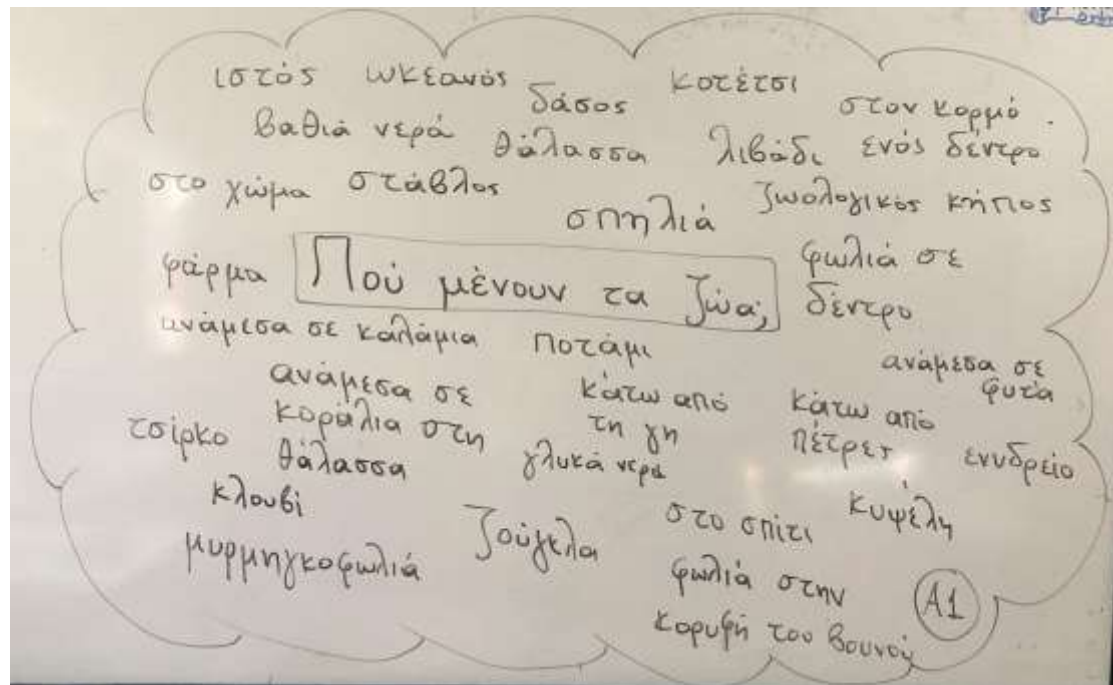 ιστός ωκεανός δάσος κοτέτσι στον κορμό
βαθιά νερά θάλασσα λιβάδι ενός δέντρο
στο χώμα στάβλος σπηλιά ζωολογικός κήπος
φάρμα Πού μένουν τα ζώα; φωλιά σε
δέντρο
ανάμεσα σε καλάμια ποτάμι ανάμεσα σε
φυτά
ανάμεσα σε κάτω από κάτω από
τσίρκο κοράλια στη τη γη πέτρες ενυδρείο
θάλασσα γλυκά νερά
κλουβί στο σπίτι κυψέλη
μυρμηγκοφωλιά ζούγκλα φωλιά στην
κορυφή του βουνού
Α1